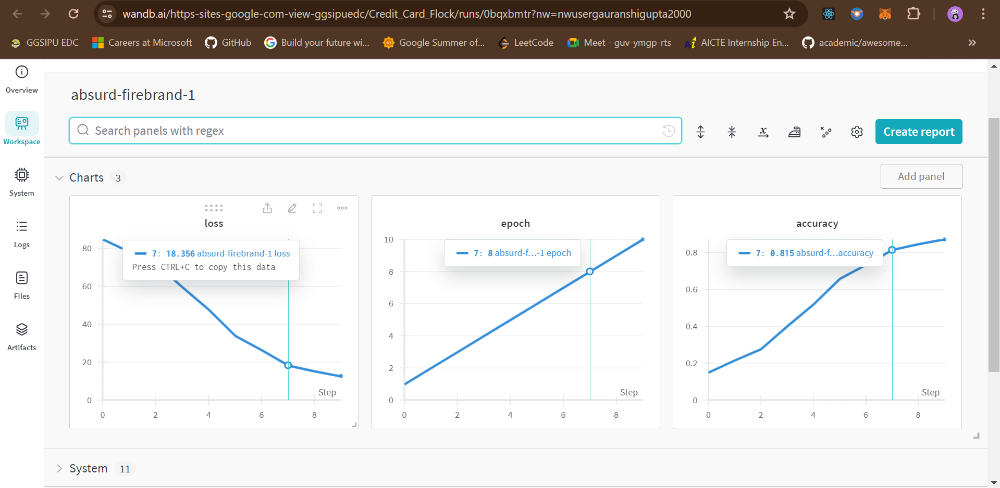 wandb.ai/https-sites-google-com-view-ggsipuedc/Credit_Card_Flock/runs/0bqxbmtr?nw=nwusergauranshigupta2000
GGSIPU EDC
Careers at Microsoft
GitHub
Build your future wi...
Google Summer of...
LeetCode
Meet - guv-ymgp-rts
AICTE Internship En...
academic/awesome...
Overview
Workspace
System
Logs
Files
Artifacts
absurd-firebrand-1
Search panels with regex
Create report
Charts 3
Add panel
loss
7: 18.356 absurd-firebrand-1 loss
Press CTRL+C to copy this data
80
60
40
20
0
Step
0 2 4 6 8
epoch
7: 8 absurd-f...-1 epoch
10
8
6
4
2
0
Step
0 2 4 6 8
accuracy
7: 0.815 absurd-f...accuracy
0.8
0.6
0.4
0.2
0
Step
0 2 4 6 8
System 11